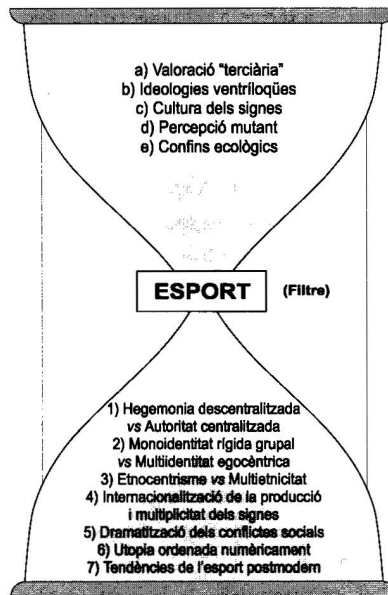 a) Valoració "terciària"
b) Ideologies ventríloqües
c) Cultura dels signes
d) Percepció mutant
e) Confins ecològics
ESPORT (Filtre)
1) Hegemonia descentralitzada
vs Autoritat centralitzada
2) Monoidentitat rígida grupal
vs Multiidentitat egocèntrica
3) Etnocentrisme vs Multietnicitat
4) Internacionalització de la producció
i multiplicitat dels signes
5) Dramatització dels conflictes socials
6) Utopia ordenada numèricament
7) Tendències de l'esport postmodern